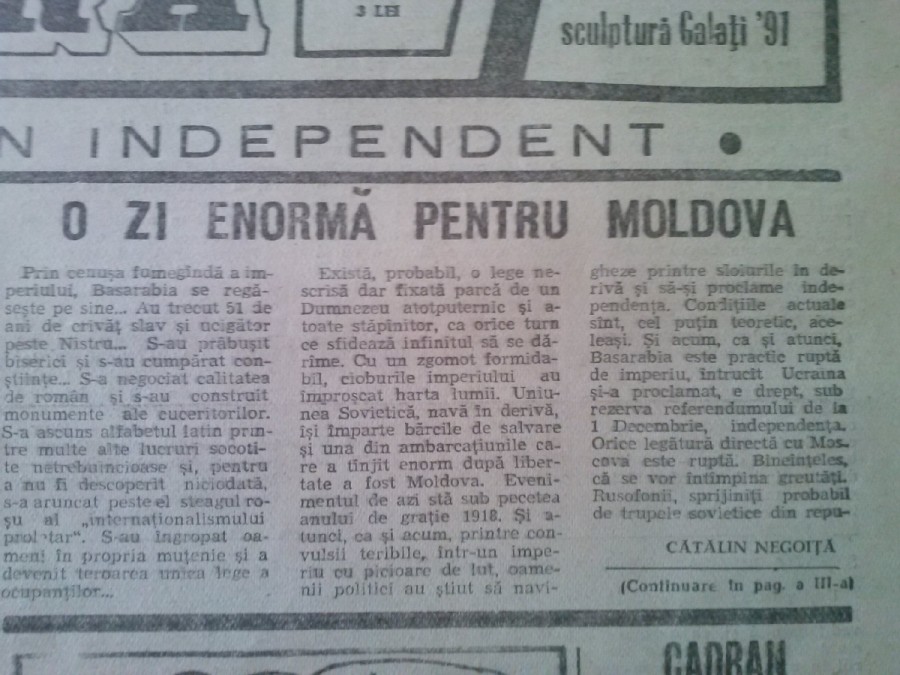 3 LEI
sculptură Galaţi '91
N INDEPENDENT •
O ZI ENORMĂ PENTRU MOLDOVA
Prin cenuşa fumegîndă a im-
periului, Basarabia se regă-
seşte pe sine... Au trecut 51 de
ani de crivăţ slav şi ucigător
peste Nistru... S-au prăbuşit
biserici şi s-au cumpărat con-
ştiinţe... S-a negociat calitatea
de român şi s-au construit
monumente ale cuceritorilor.
S-a ascuns alfabetul latin prin-
tre multe alte lucruri socoti-
te netrebuincioase şi, pentru
a nu fi descoperit niciodată,
s-a aruncat peste el steagul ro-
şu al „internaţionalismului
prol tar“. S-au îngropat oa-
meni în propria muţenie şi a
devenit teroarea unica lege a
ocupanţilor...
Există, probabil, o lege ne-
scrisă dar fixată parcă de un
Dumnezeu atotputernic şi a-
toate stăpînitor, ca orice turn
ce sfidează infinitul să se dă-
rîme. Cu un zgomot formida-
bil, cioburile imperiului au
împroşcat harta lumii. Uniu-
nea Sovietică, navă în derivă,
îşi împarte bărcile de salvare
şi una din ambarcaţiunile ca-
re a tînjit enorm după liber-
tate a fost Moldova. Eveni-
mentul de azi stă sub pecetea
anului de graţie 1918. Şi a-
tunci, ca şi acum, printre con-
vulsii teribile, într-un impe-
riu cu picioare de lut, oame-
nii politici au ştiut să navi-
gheze printre sloiurile în de-
rivă şi să-şi proclame inde-
pendenţa. Condiţiile actuale
sînt, cel puţin teoretic, ace-
leaşi. Şi acum, ca şi atunci,
Basarabia este practic ruptă
de imperiu, întrucît Ucraina
şi-a proclamat, e drept, sub
rezerva referendumului de la
1 Decembrie, independenţa.
Orice legătură directă cu Mos-
cova este ruptă. Bineînţeles,
că se vor întîmpina greutăţi.
Rusofonii, sprijiniţi probabil
de trupele sovietice din repu-
CĂTĂLIN NEGOIŢĂ
(Continuare în pag. a III-a)
CADRAN